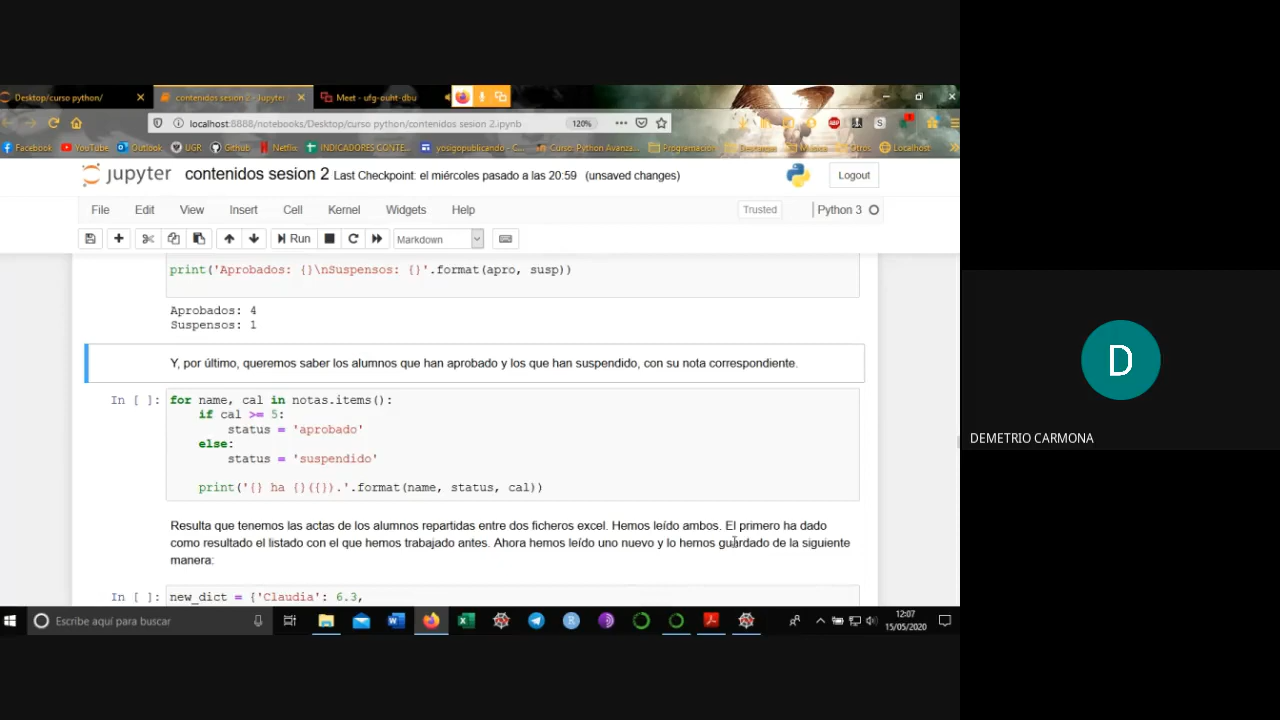 Desktop/curso python/
contenidos sesion 2 - Jupyter
Meet - ufg-ouht-dbu
localhost:8888/notebooks/Desktop/curso python/contenidos sesion 2.ipynb
120%
Facebook YouTube Outlook UGR Github Netflix INDICADORES CONTE... yosigopublicando - C... Curso: Python Avanza... Programación Música Otros Localhost
jupyter contenidos sesion 2 Last Checkpoint: el miércoles pasado a las 20:59 (unsaved changes) Logout
File Edit View Insert Cell Kernel Widgets Help Trusted Python 3
Run Markdown
print('Aprobados: {}\nSuspensos: {}'.format(apro, susp))
Aprobados: 4
Suspensos: 1
Y, por último, queremos saber los alumnos que han aprobado y los que han suspendido, con su nota correspondiente.
In [ ]: for name, cal in notas.items():
if cal >= 5:
status = 'aprobado'
else:
status = 'suspendido'
print('{} ha {}({}).'.format(name, status, cal))
Resulta que tenemos las actas de los alumnos repartidas entre dos ficheros excel. Hemos leído ambos. El primero ha dado
como resultado el listado con el que hemos trabajado antes. Ahora hemos leído uno nuevo y lo hemos guardado de la siguiente
manera:
In [ ]: new_dict = {'Claudia': 6.3,
Escribe aquí para buscar
12:07
15/05/2020
D
DEMETRIO CARMONA